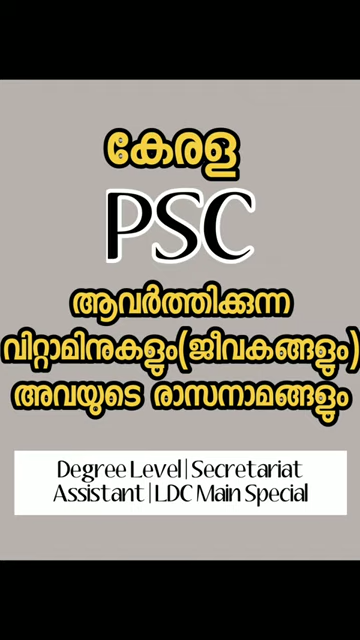 കേരള
PSC
ആവർത്തിക്കുന്ന
വിറ്റാമിനുകളും(ജീവകങ്ങളും)
അവയുടെ രാസനാമങ്ങളും
Degree Level | Secretariat
Assistant | LDC Main Special